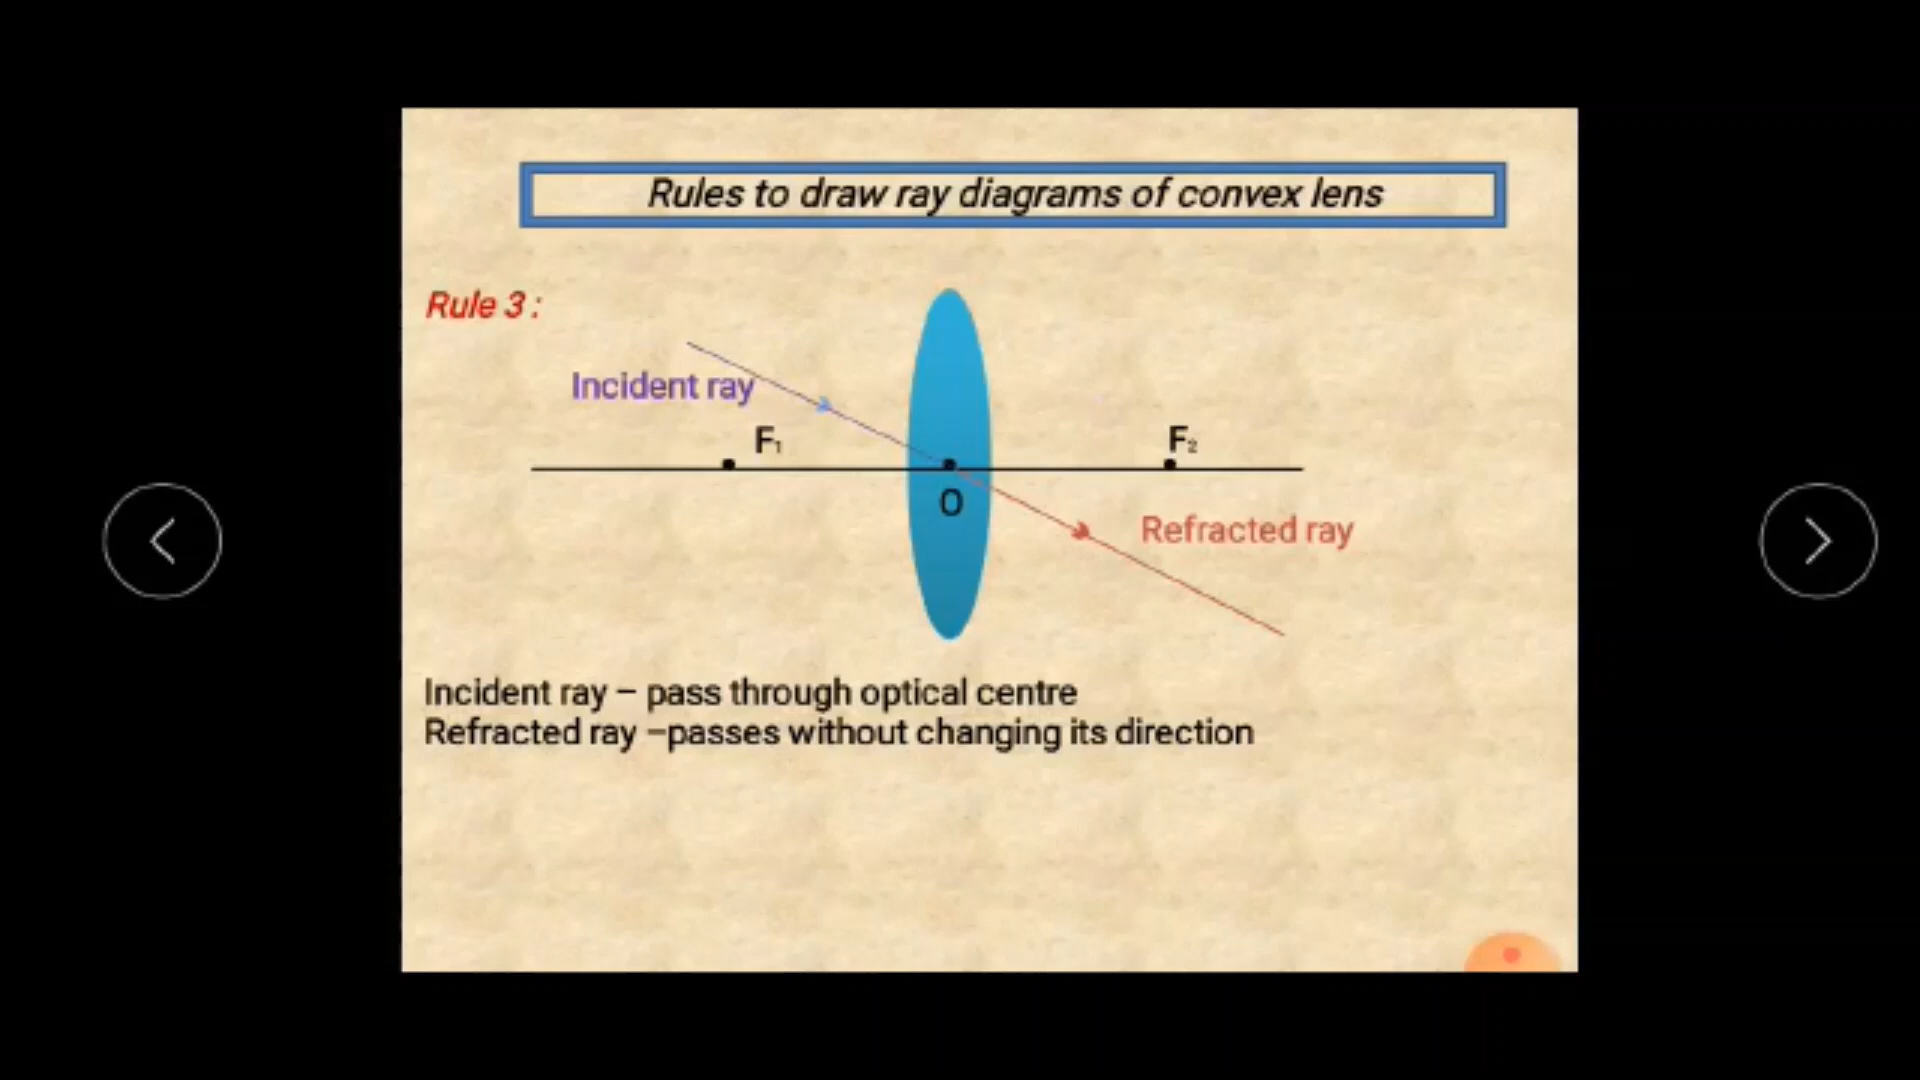 Rules to draw ray diagrams of convex lens
Rule 3 :
Incident ray
F₁
F₂
O
Refracted ray
Incident ray – pass through optical centre
Refracted ray –passes without changing its direction